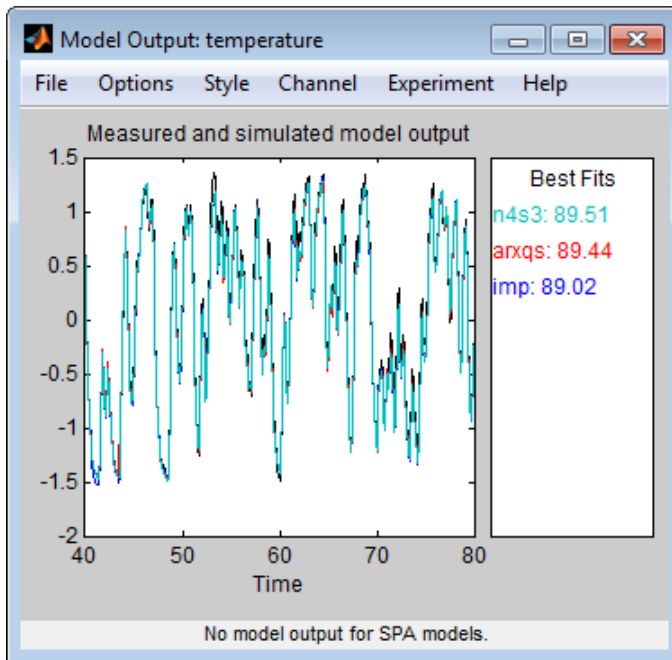 Model Output: temperature
File Options Style Channel Experiment Help
Measured and simulated model output
1.5
1
0.5
0
-0.5
-1
-1.5
-2
40 50 60 70 80
Time
Best Fits
n4s3: 89.51
arxqs: 89.44
imp: 89.02
No model output for SPA models.